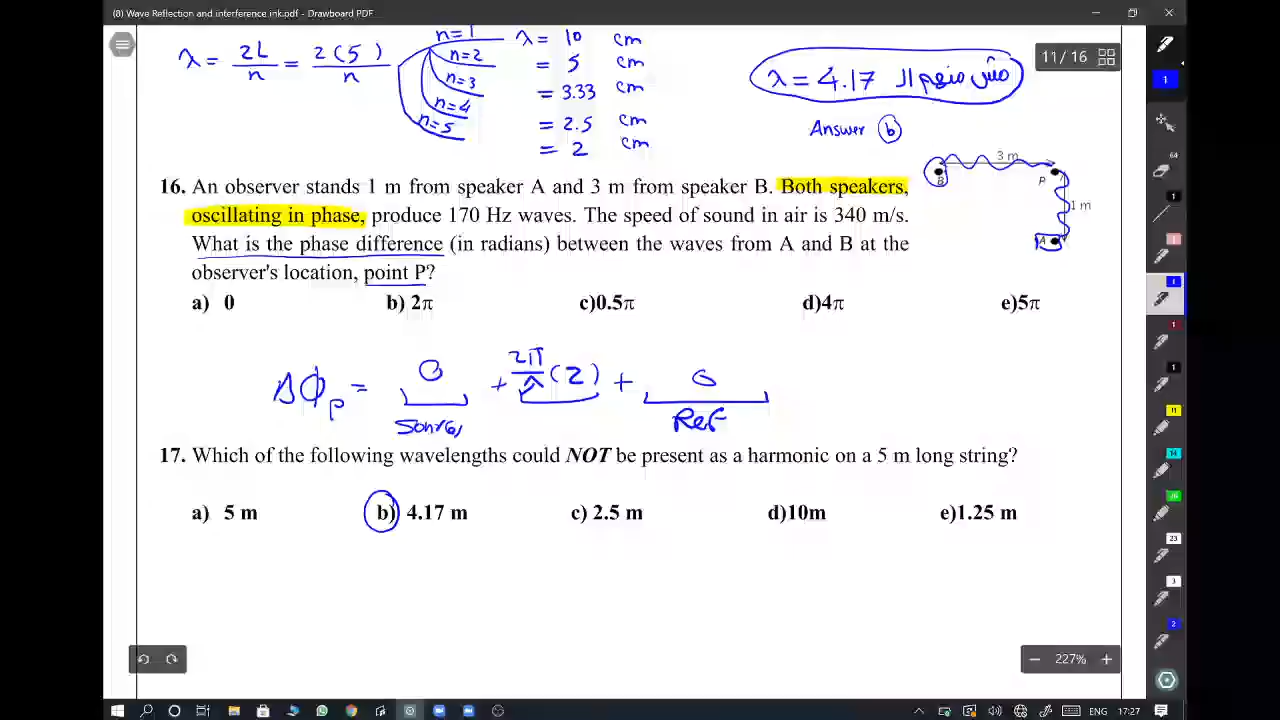 (8) Wave Reflection and interference ink.pdf - Drawboard PDF
11 / 16
λ = 2L/n = 2(5)/n
n=1 λ = 10 cm
n=2 = 5 cm
n=3 = 3.33 cm
n=4 = 2.5 cm
n=5 = 2 cm
λ = 4.17 مش منهم ال
Answer (b)
3 m
B
P
1 m
A
16. An observer stands 1 m from speaker A and 3 m from speaker B. Both speakers,
oscillating in phase, produce 170 Hz waves. The speed of sound in air is 340 m/s.
What is the phase difference (in radians) between the waves from A and B at the
observer's location, point P?
a) 0 b) 2π c)0.5π d)4π e)5π
ΔΦp = 0 + 2π/λ (2) + 0
Ref
17. Which of the following wavelengths could NOT be present as a harmonic on a 5 m long string?
a) 5 m b) 4.17 m c) 2.5 m d)10m e)1.25 m
227%
ENG 17:27